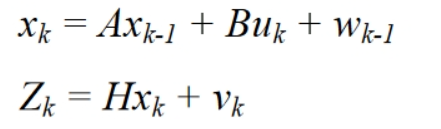 xₖ = Axₖ₋₁ + Buₖ + wₖ₋₁
Zₖ = Hxₖ + vₖ